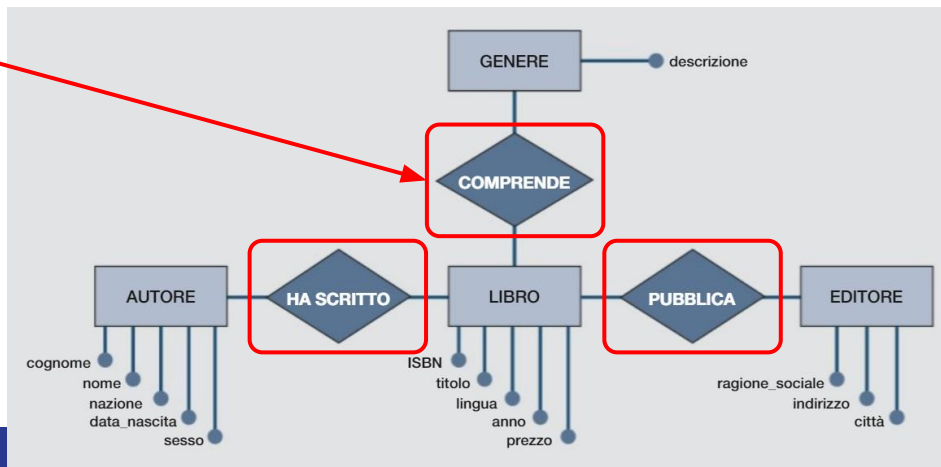 GENERE
descrizione
COMPRENDE
AUTORE
HA SCRITTO
LIBRO
PUBBLICA
EDITORE
cognome
nome
nazione
data_nascita
sesso
ISBN
titolo
lingua
anno
prezzo
ragione_sociale
indirizzo
città